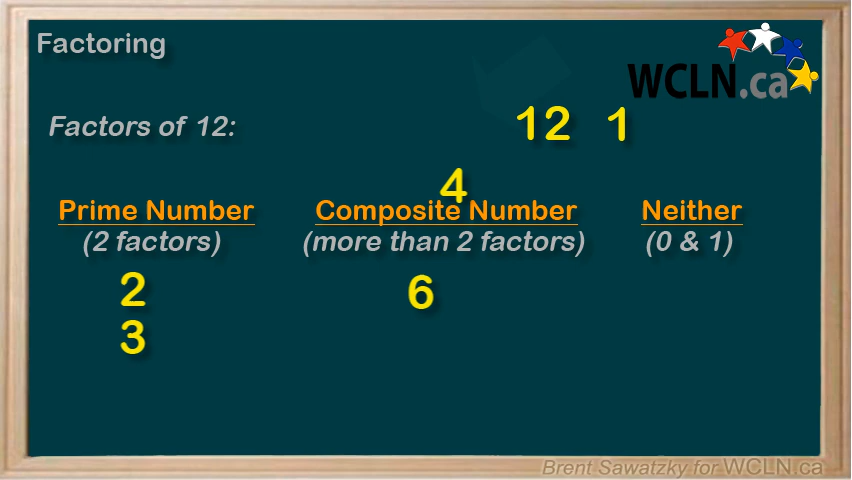 Factoring
WCLN.ca
Factors of 12:
12 1
4
Prime Number Composite Number Neither
(2 factors) (more than 2 factors) (0 & 1)
2 6
3
Brent Sawatzky for WCLN.ca